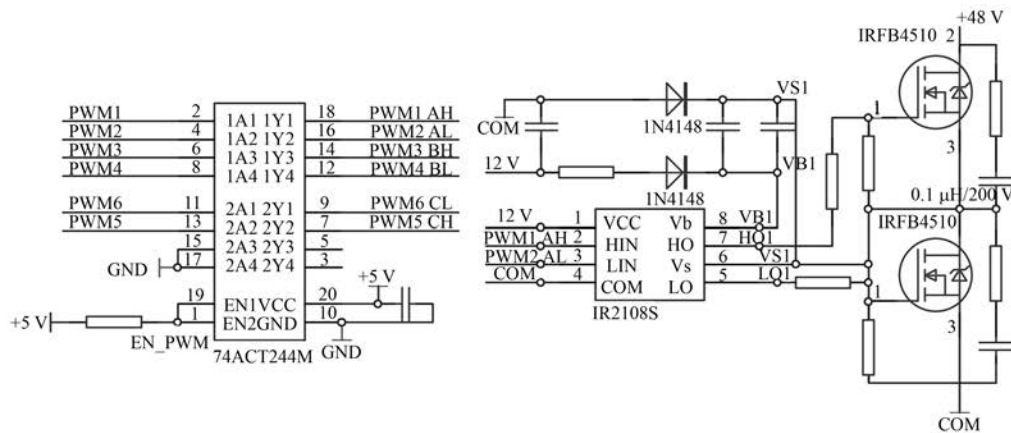 PWM1 2 1A1 1Y1 18 PWM1 AH
PWM2 4 1A2 1Y2 16 PWM2 AL
PWM3 6 1A3 1Y3 14 PWM3 BH
PWM4 8 1A4 1Y4 12 PWM4 BL
PWM6 11 2A1 2Y1 9 PWM6 CL
PWM5 13 2A2 2Y2 7 PWM5 CH
15 2A3 2Y3 5
GND 17 2A4 2Y4 3
+5 V
19 EN1VCC 20
+5 V 1 EN2GND 10
EN_PWM
GND
74ACT244M
COM
1N4148
VS1
12 V
1N4148
VB1
12 V 1 VCC Vb 8 VB1
PWM1_AH 2 HIN HO 7 HO1
PWM2_AL 3 LIN Vs 6 VS1
COM 4 COM LO 5 LO1
IR2108S
+48 V
IRFB4510 2
1
3
0.1 μH/200 V
IRFB4510
1
3
COM